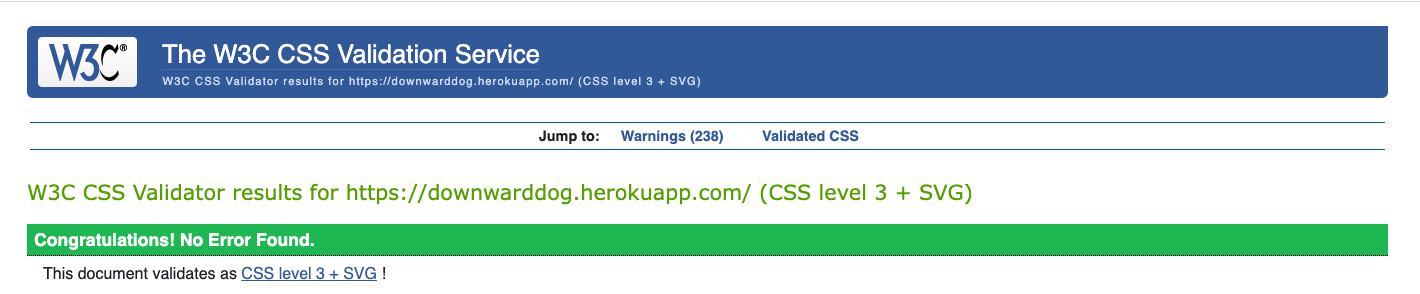 W3C®
The W3C CSS Validation Service
W3C CSS Validator results for https://downwarddog.herokuapp.com/ (CSS level 3 + SVG)
Jump to: Warnings (238) Validated CSS
W3C CSS Validator results for https://downwarddog.herokuapp.com/ (CSS level 3 + SVG)
Congratulations! No Error Found.
This document validates as CSS level 3 + SVG !